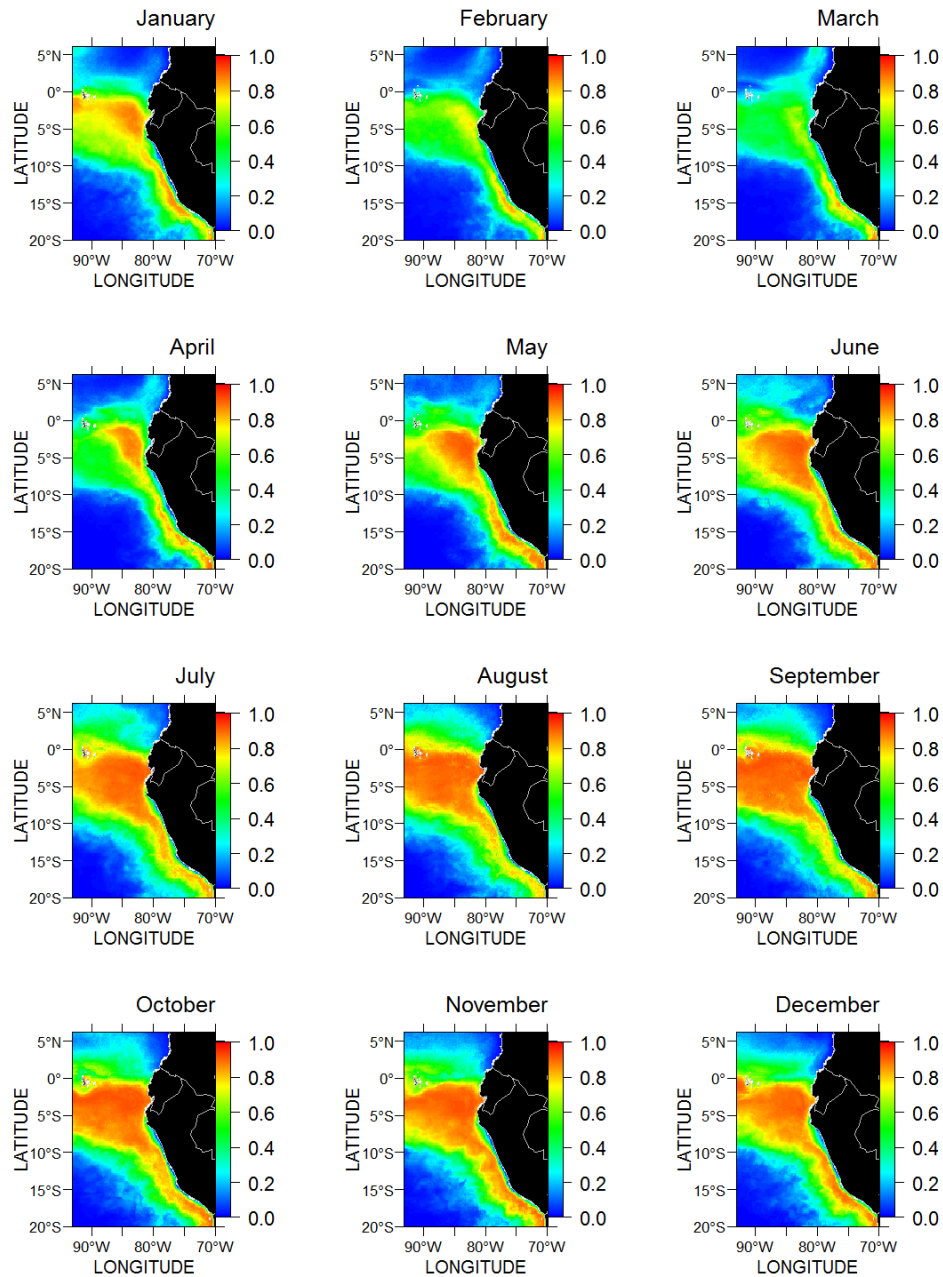 January
February
March
LATITUDE
5°N
0°
5°S
10°S
15°S
20°S
90°W
80°W
70°W
LONGITUDE
1.0
0.8
0.6
0.4
0.2
0.0
LATITUDE
5°N
0°
5°S
10°S
15°S
20°S
90°W
80°W
70°W
LONGITUDE
1.0
0.8
0.6
0.4
0.2
0.0
LATITUDE
5°N
0°
5°S
10°S
15°S
20°S
90°W
80°W
70°W
LONGITUDE
1.0
0.8
0.6
0.4
0.2
0.0
April
May
June
LATITUDE
5°N
0°
5°S
10°S
15°S
20°S
90°W
80°W
70°W
LONGITUDE
1.0
0.8
0.6
0.4
0.2
0.0
LATITUDE
5°N
0°
5°S
10°S
15°S
20°S
90°W
80°W
70°W
LONGITUDE
1.0
0.8
0.6
0.4
0.2
0.0
LATITUDE
5°N
0°
5°S
10°S
15°S
20°S
90°W
80°W
70°W
LONGITUDE
1.0
0.8
0.6
0.4
0.2
0.0
July
August
September
LATITUDE
5°N
0°
5°S
10°S
15°S
20°S
90°W
80°W
70°W
LONGITUDE
1.0
0.8
0.6
0.4
0.2
0.0
LATITUDE
5°N
0°
5°S
10°S
15°S
20°S
90°W
80°W
70°W
LONGITUDE
1.0
0.8
0.6
0.4
0.2
0.0
LATITUDE
5°N
0°
5°S
10°S
15°S
20°S
90°W
80°W
70°W
LONGITUDE
1.0
0.8
0.6
0.4
0.2
0.0
October
November
December
LATITUDE
5°N
0°
5°S
10°S
15°S
20°S
90°W
80°W
70°W
LONGITUDE
1.0
0.8
0.6
0.4
0.2
0.0
LATITUDE
5°N
0°
5°S
10°S
15°S
20°S
90°W
80°W
70°W
LONGITUDE
1.0
0.8
0.6
0.4
0.2
0.0
LATITUDE
5°N
0°
5°S
10°S
15°S
20°S
90°W
80°W
70°W
LONGITUDE
1.0
0.8
0.6
0.4
0.2
0.0